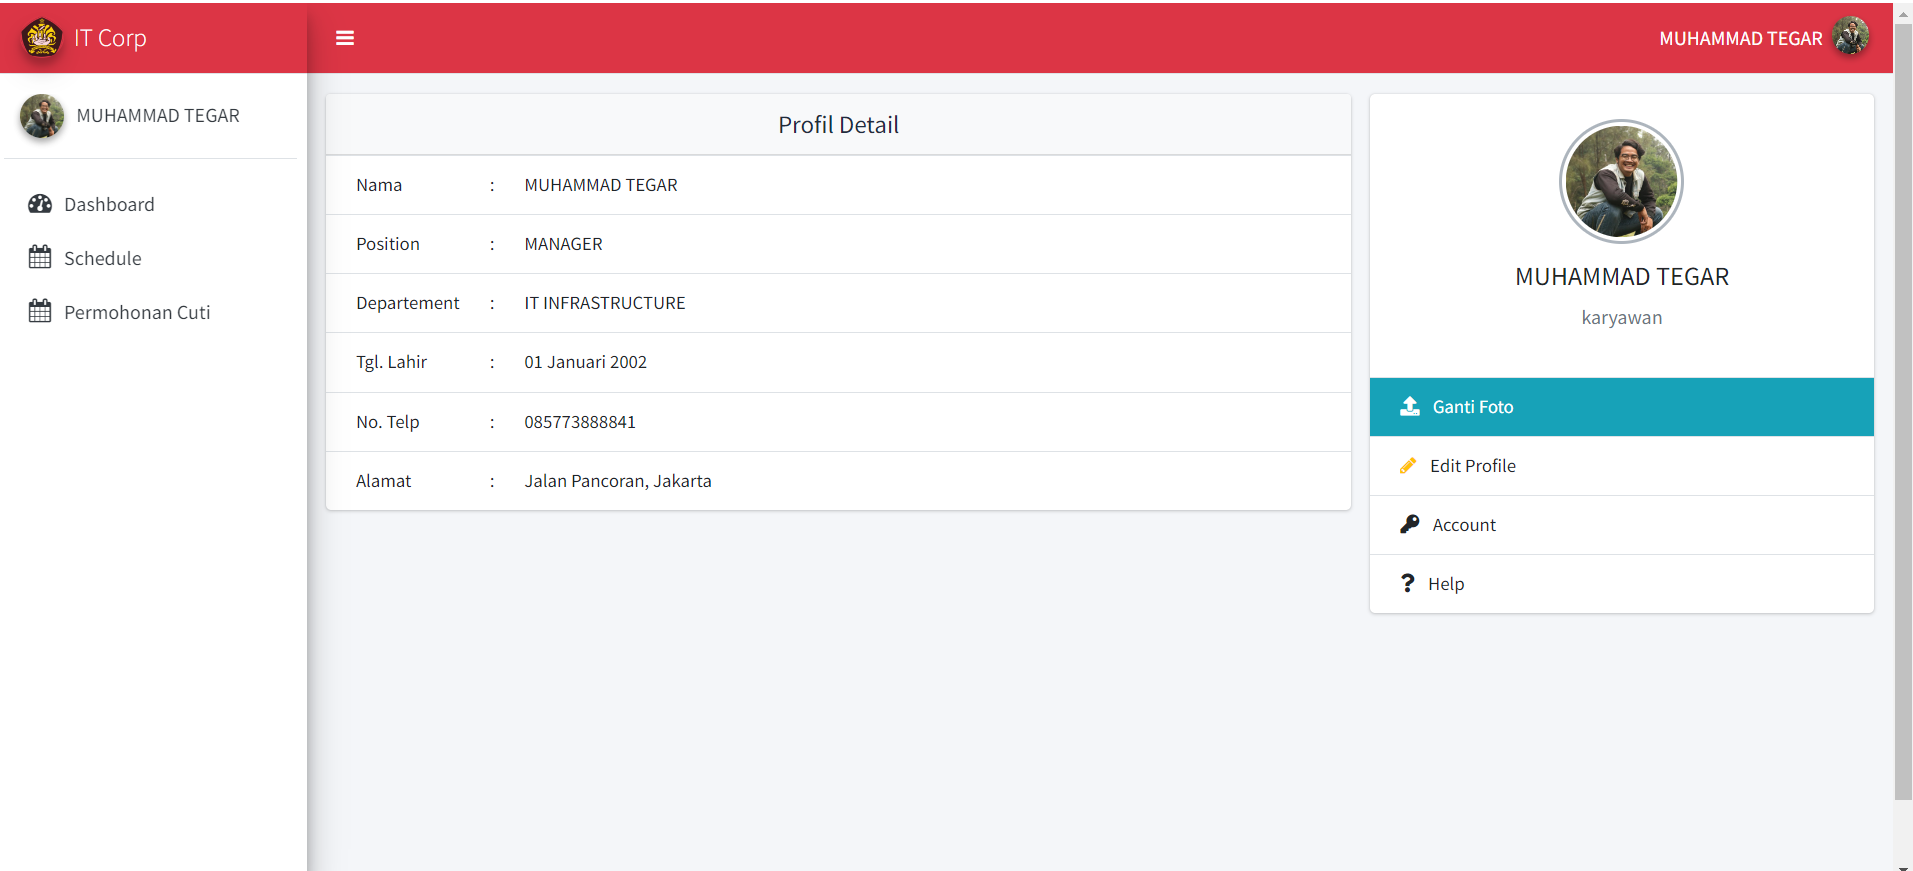 IT Corp
MUHAMMAD TEGAR
MUHAMMAD TEGAR
Dashboard
Schedule
Permohonan Cuti
Profil Detail
Nama : MUHAMMAD TEGAR
Position : MANAGER
Departement : IT INFRASTRUCTURE
Tgl. Lahir : 01 Januari 2002
No. Telp : 085773888841
Alamat : Jalan Pancoran, Jakarta
MUHAMMAD TEGAR
karyawan
Ganti Foto
Edit Profile
Account
Help